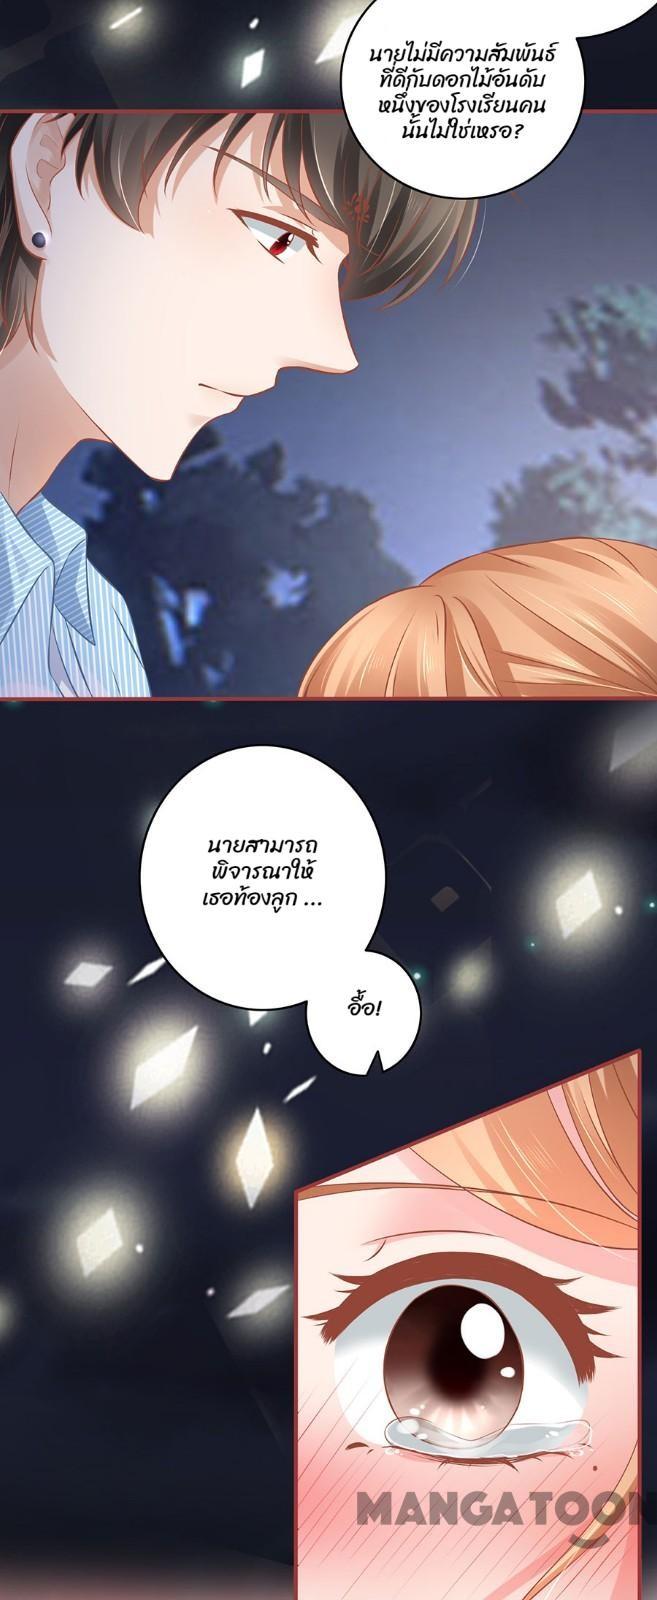 นายไม่มีความสัมพันธ์
ที่ดีกับดอกไม้อันดับ
หนึ่งของโรงเรียนคน
นั้นไม่ใช่เหรอ?
นายสามารถ
พิจารณาให้
เธอท้องลูก ...
อื้อ!
MANGATOON